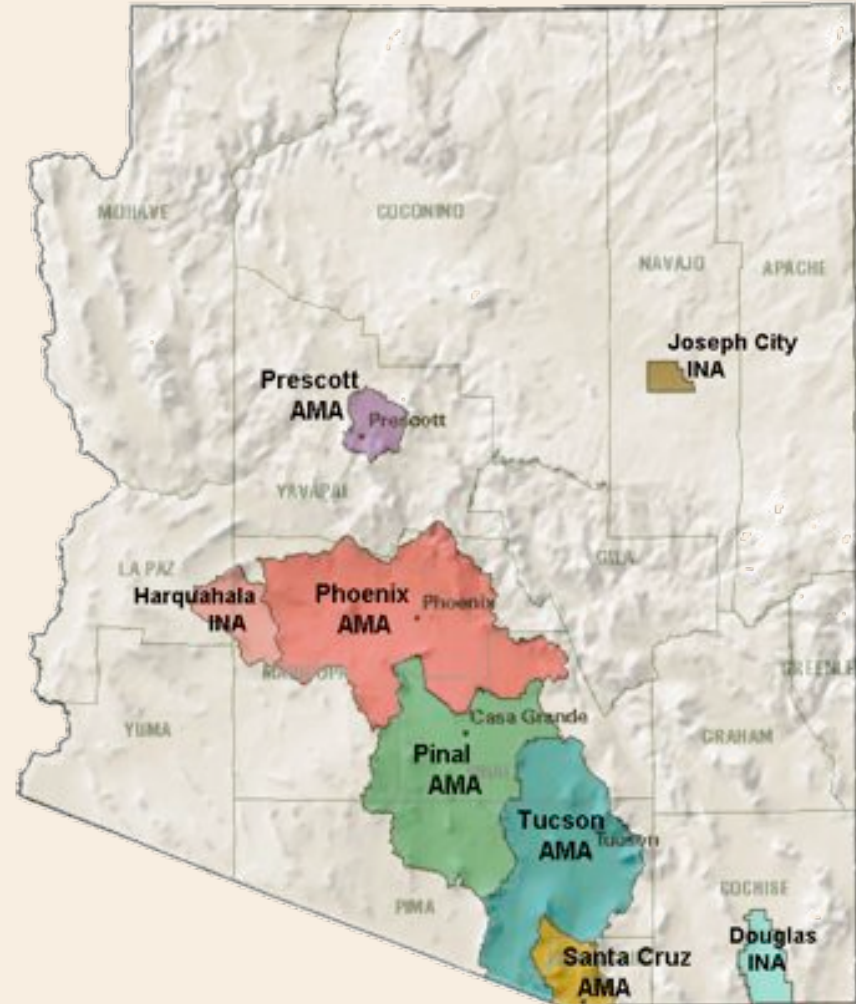 MOHAVE
COCONINO
NAVAJO
APACHE
Joseph City
INA
Prescott
AMA
Prescott
YAVAPAI
GILA
LA PAZ
Harquahala
INA
Phoenix
AMA
Phoenix
MARICOPA
YUMA
Casa Grande
GRAHAM
Pinal
AMA
Tucson
AMA
Tucson
COCHISE
PIMA
Douglas
INA
Santa Cruz
AMA